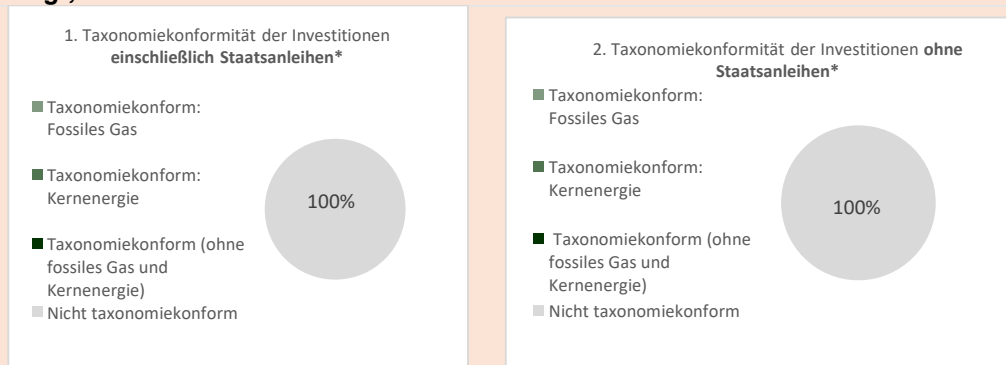 1. Taxonomiekonformität der Investitionen
einschließlich Staatsanleihen*
Taxonomiekonform:
Fossiles Gas
Taxonomiekonform:
Kernenergie
Taxonomiekonform (ohne
fossiles Gas und
Kernenergie)
Nicht taxonomiekonform
100%
2. Taxonomiekonformität der Investitionen ohne
Staatsanleihen*
Taxonomiekonform:
Fossiles Gas
Taxonomiekonform:
Kernenergie
Taxonomiekonform (ohne
fossiles Gas und
Kernenergie)
Nicht taxonomiekonform
100%